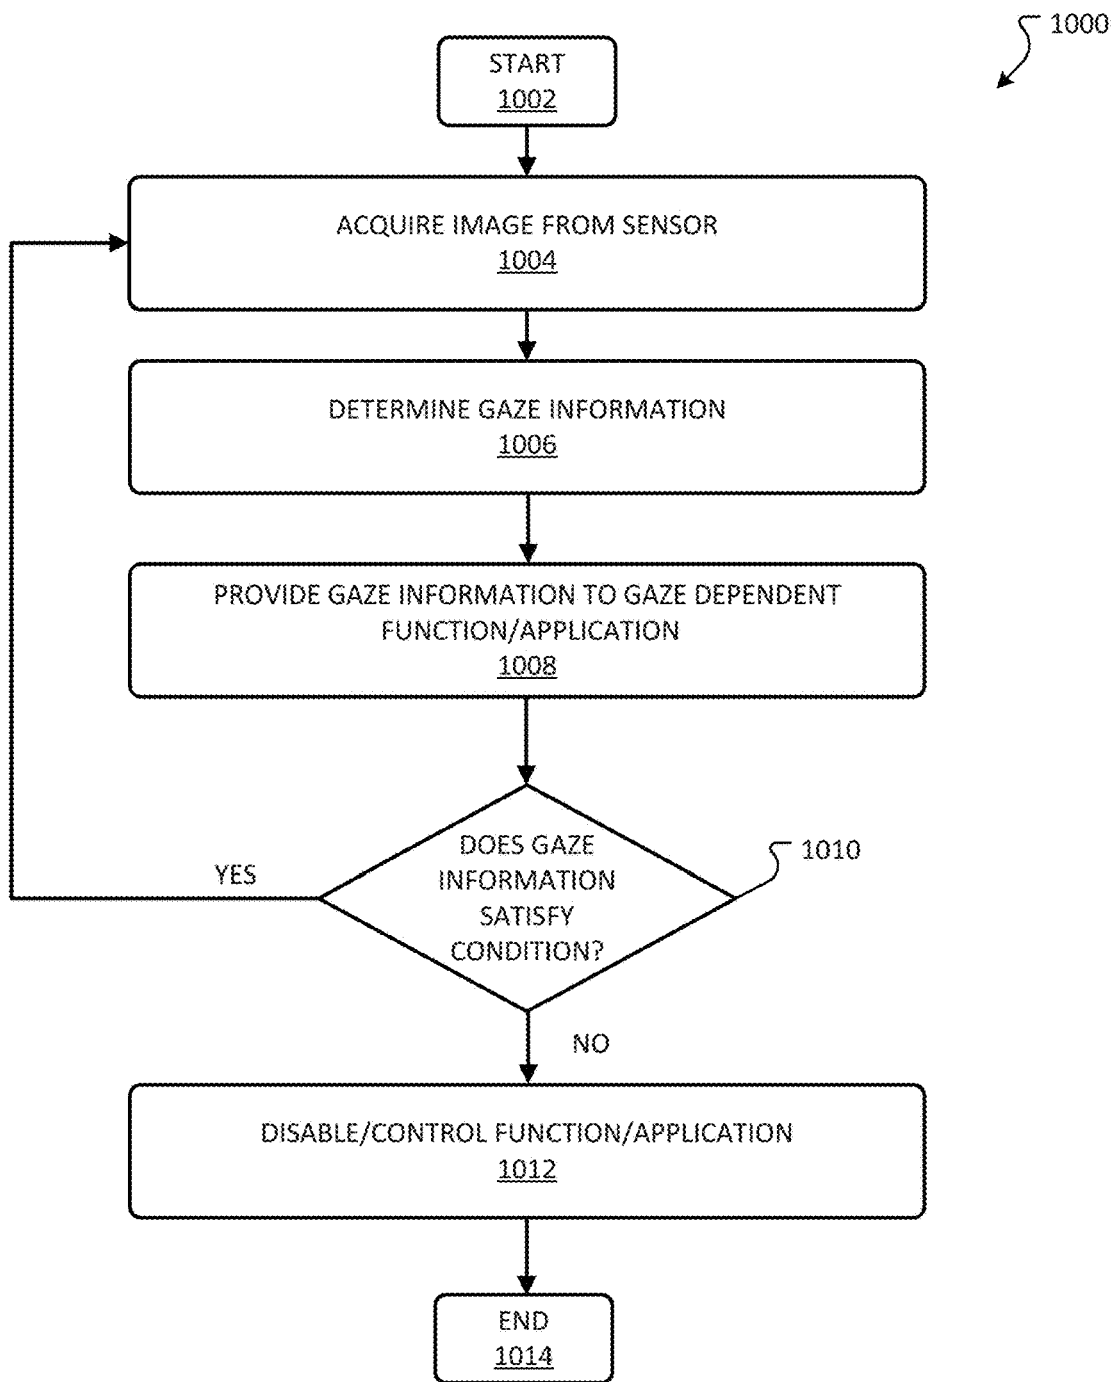 1000
START
1002
ACQUIRE IMAGE FROM SENSOR
1004
DETERMINE GAZE INFORMATION
1006
PROVIDE GAZE INFORMATION TO GAZE DEPENDENT
FUNCTION/APPLICATION
1008
DOES GAZE
INFORMATION
SATISFY
CONDITION?
1010
YES
NO
DISABLE/CONTROL FUNCTION/APPLICATION
1012
END
1014